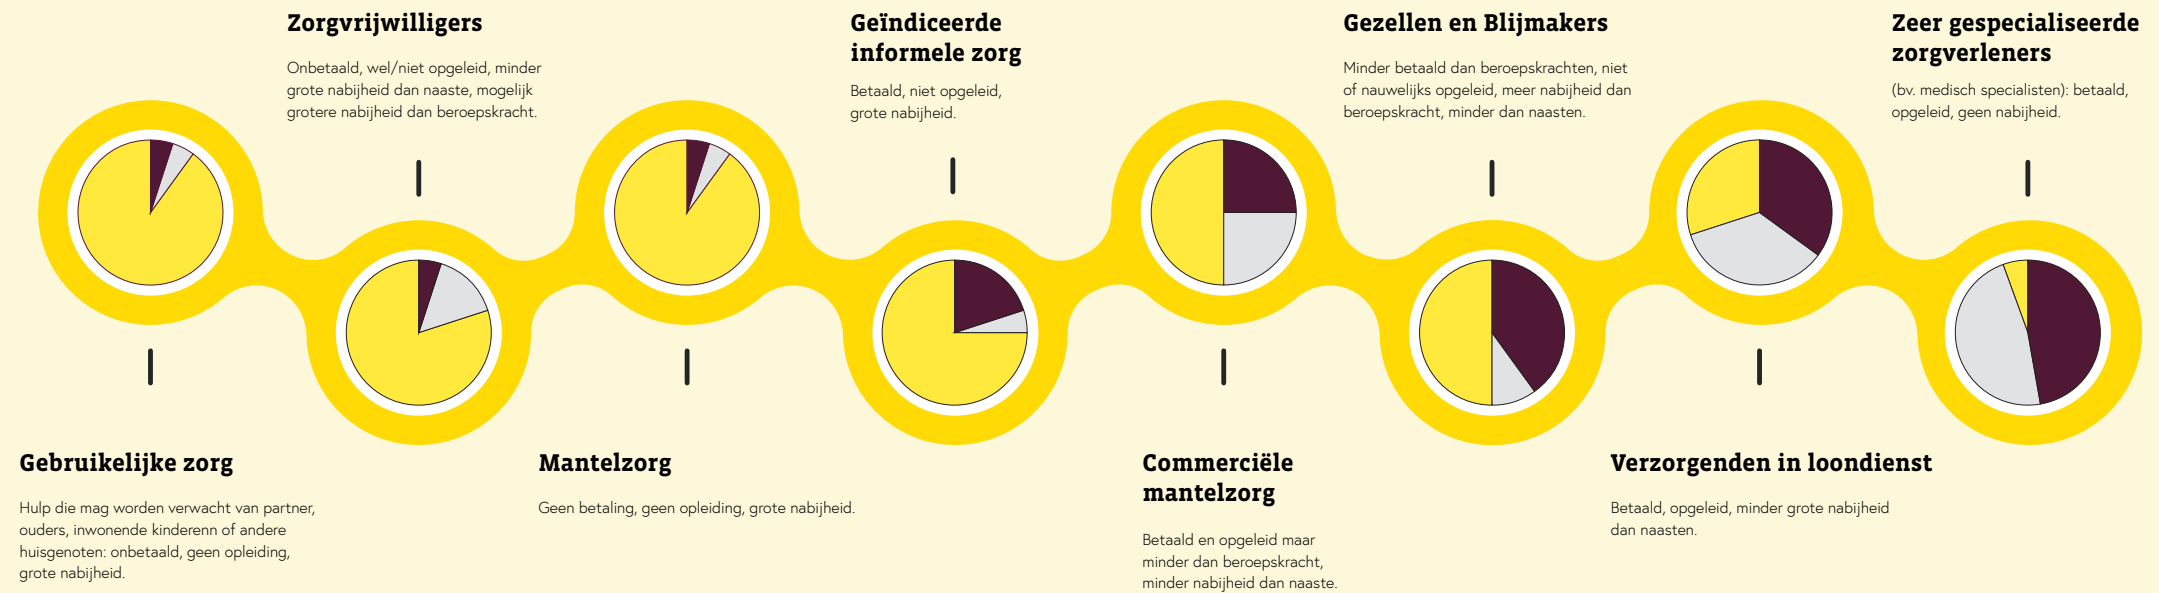 Zorgvrijwilligers
Onbetaald, wel/niet opgeleid, minder
grote nabijheid dan naaste, mogelijk
grotere nabijheid dan beroepskracht.
Geïndiceerde
informele zorg
Betaald, niet opgeleid,
grote nabijheid.
Gezellen en Blijmakers
Minder betaald dan beroepskrachten, niet
of nauwelijks opgeleid, meer nabijheid dan
beroepskracht, minder dan naasten.
Zeer gespecialiseerde
zorgverleners
(bv. medisch specialisten): betaald,
opgeleid, geen nabijheid.
Gebruikelijke zorg
Hulp die mag worden verwacht van partner,
ouders, inwonende kinderenn of andere
huisgenoten: onbetaald, geen opleiding,
grote nabijheid.
Mantelzorg
Geen betaling, geen opleiding, grote nabijheid.
Commerciële
mantelzorg
Betaald en opgeleid maar
minder dan beroepskracht,
minder nabijheid dan naaste.
Verzorgenden in loondienst
Betaald, opgeleid, minder grote nabijheid
dan naasten.